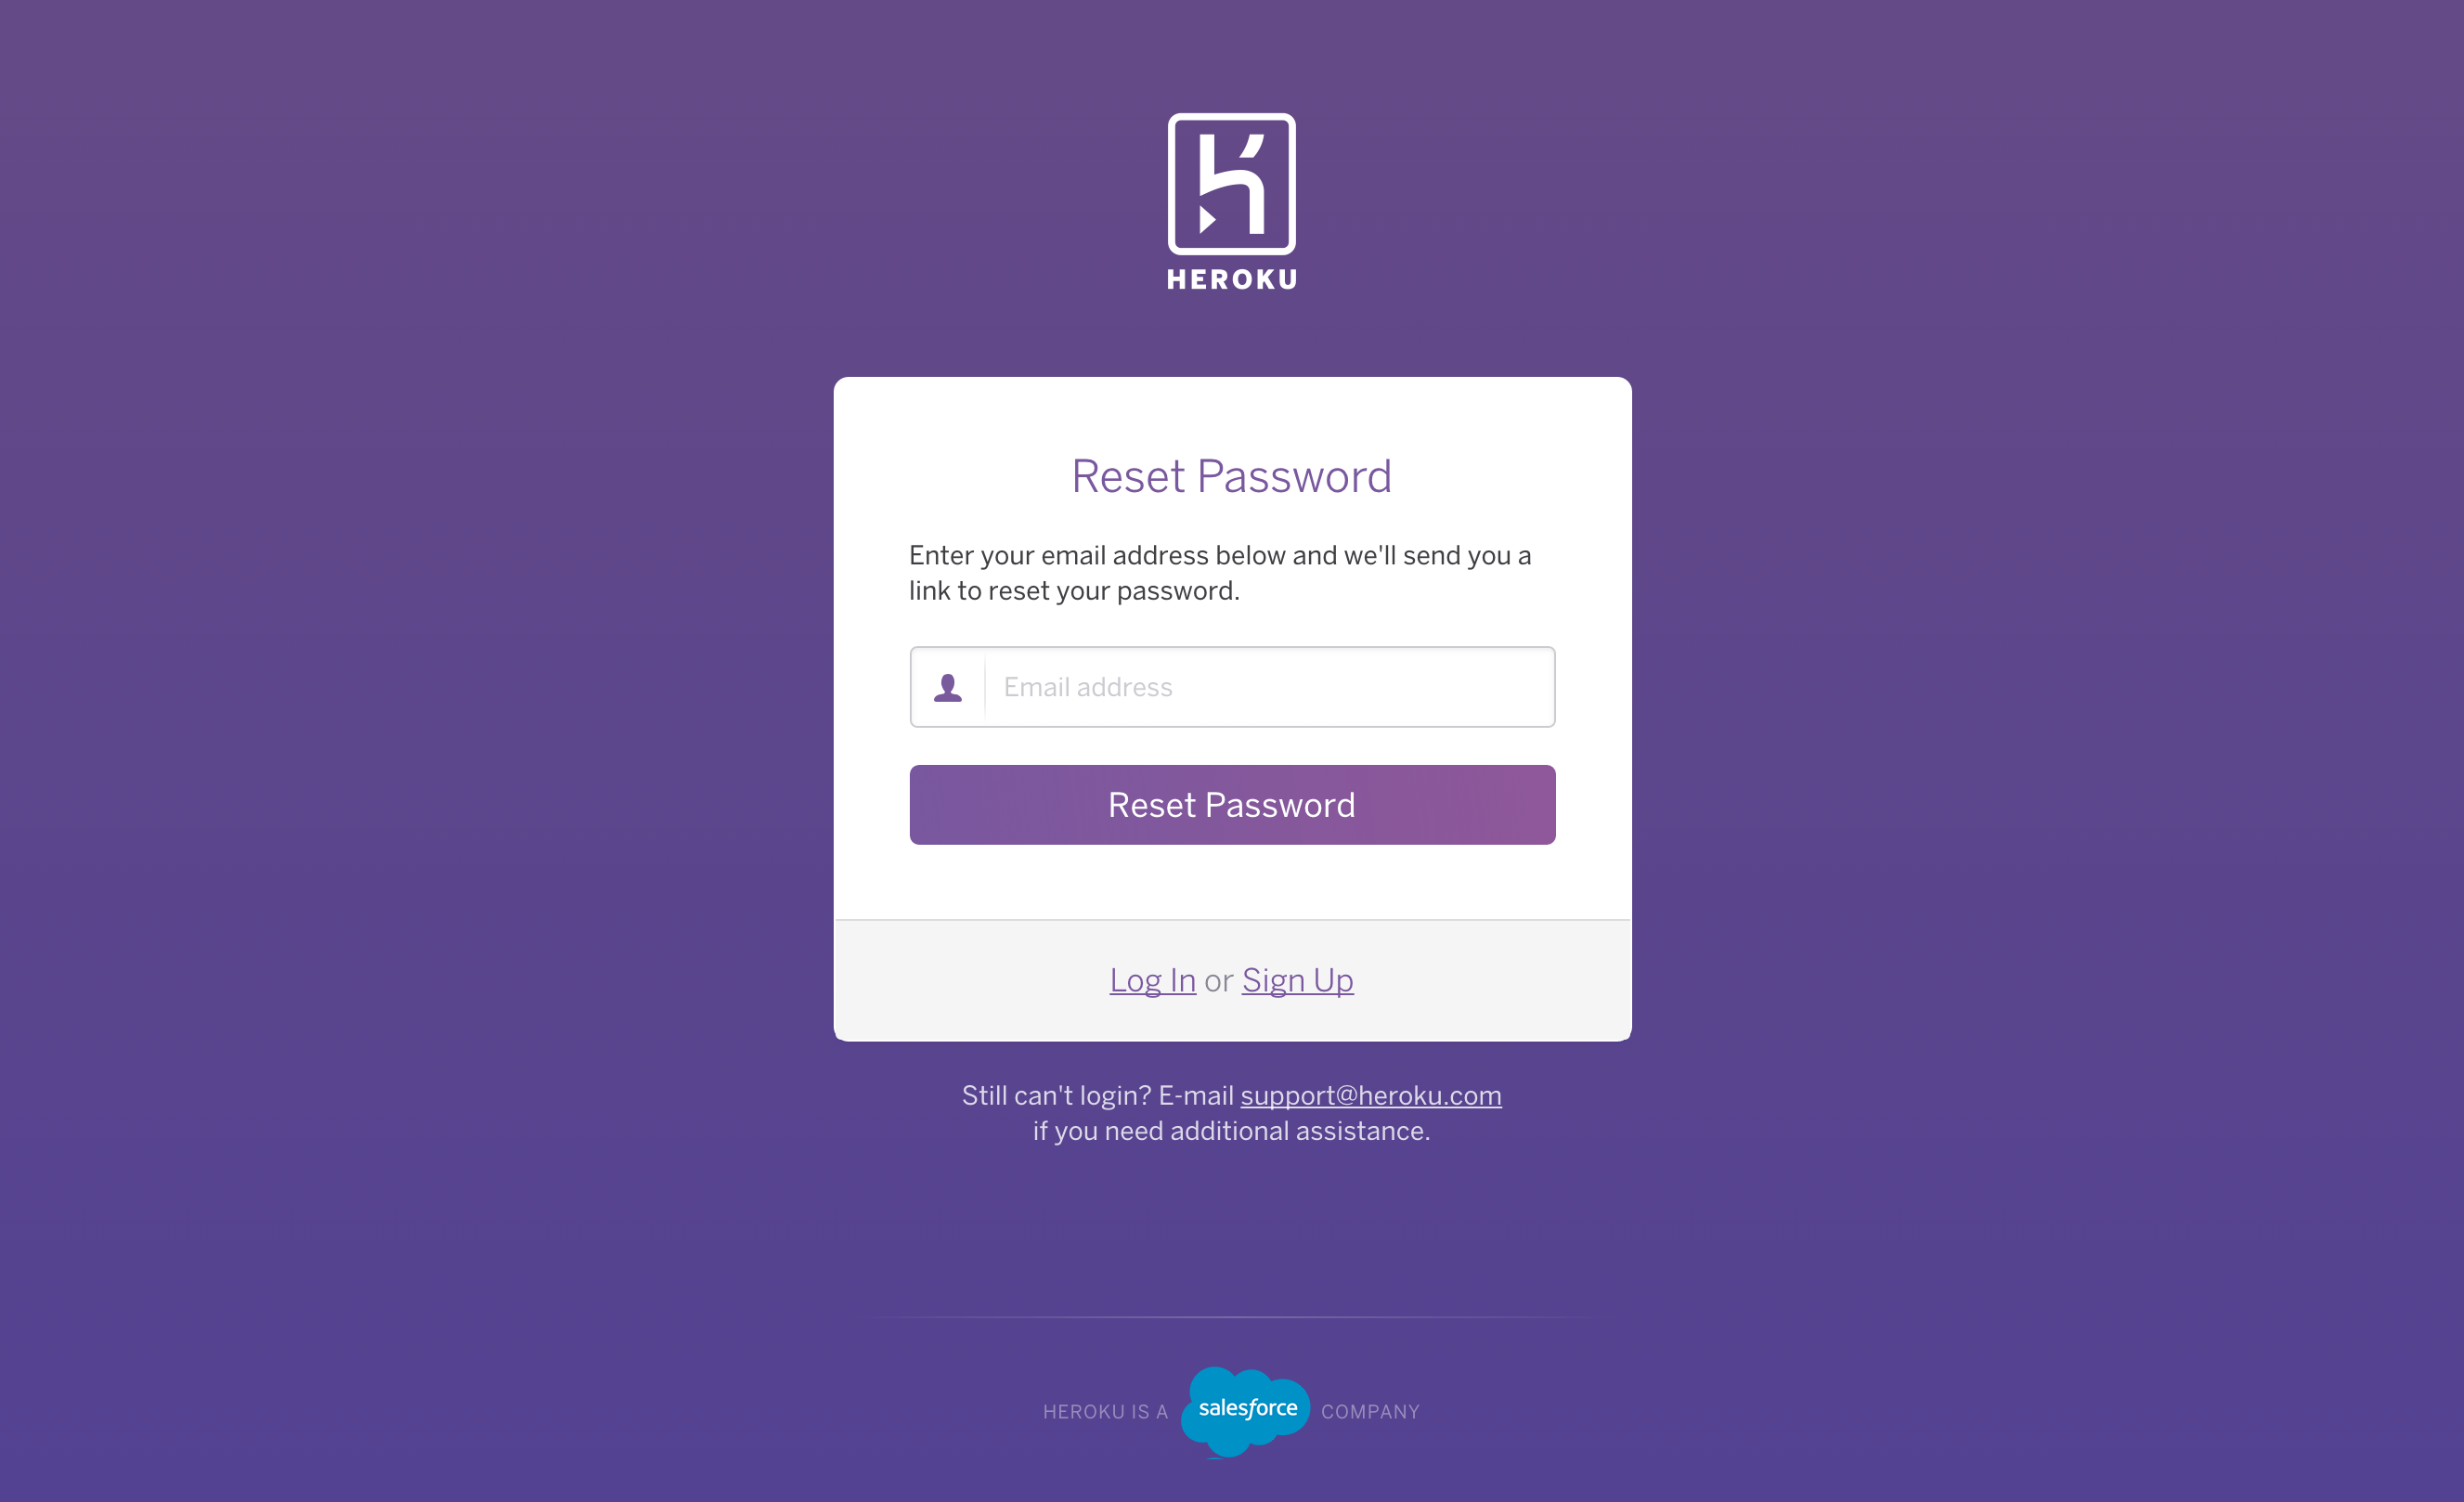 HEROKU
Reset Password
Enter your email address below and we'll send you a
link to reset your password.
Email address
Reset Password
Log In or Sign Up
Still can't login? E-mail support@heroku.com
if you need additional assistance.
HEROKU IS A salesforce COMPANY